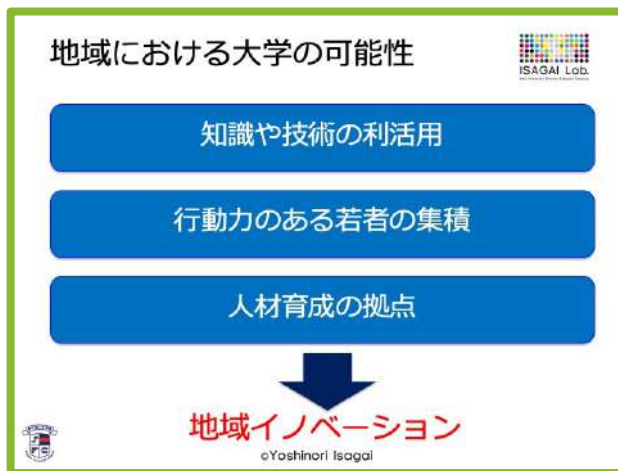 地域における大学の可能性
ISAGAI Lab.
知識や技術の利活用
行動力のある若者の集積
人材育成の拠点
地域イノベーション
©Yoshinori Isagai